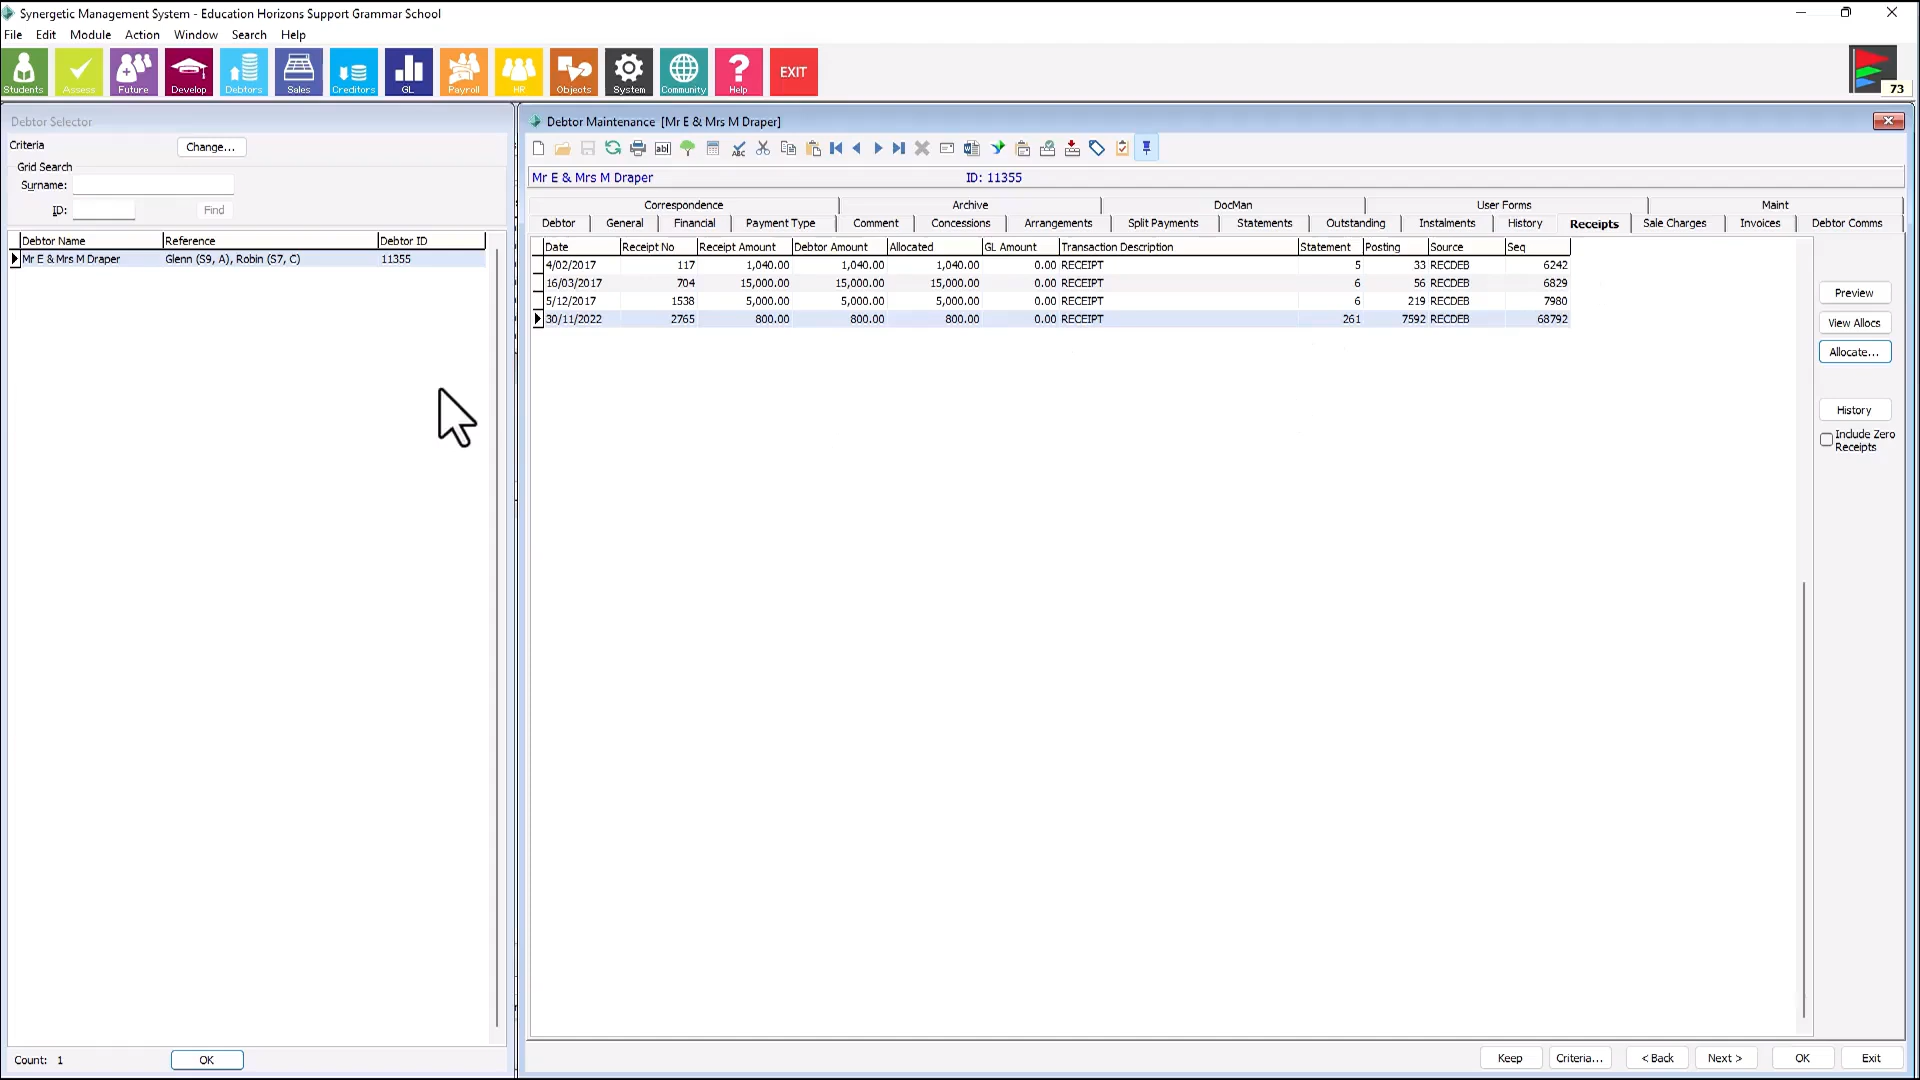 Synergetic Management System - Education Horizons Support Grammar School
File Edit Module Action Window Search Help
Students Assess Future Develop Debtors Sales Creditors GL Payroll HR Objects System Community Help EXIT
73
Debtor Selector
Criteria Change...
Grid Search
Surname:
ID: Find
Debtor Name Reference Debtor ID
Mr E & Mrs M Draper Glenn (S9, A), Robin (S7, C) 11355
Count: 1 OK
Debtor Maintenance [Mr E & Mrs M Draper]
abl ABC
Mr E & Mrs M Draper ID: 11355
Correspondence Archive DocMan User Forms Maint
Debtor General Financial Payment Type Comment Concessions Arrangements Split Payments Statements Outstanding Instalments History Receipts Sale Charges Invoices Debtor Comms
Date Receipt No Receipt Amount Debtor Amount Allocated GL Amount Transaction Description Statement Posting Source Seq
4/02/2017 117 1,040.00 1,040.00 1,040.00 0.00 RECEIPT 5 33 RECDEB 6242
16/03/2017 704 15,000.00 15,000.00 15,000.00 0.00 RECEIPT 6 56 RECDEB 6829
5/12/2017 1538 5,000.00 5,000.00 5,000.00 0.00 RECEIPT 6 219 RECDEB 7980
30/11/2022 2765 800.00 800.00 800.00 0.00 RECEIPT 261 7592 RECDEB 68792
Preview
View Allocs
Allocate...
History
Include Zero
Receipts
Keep Criteria... < Back Next > OK Exit